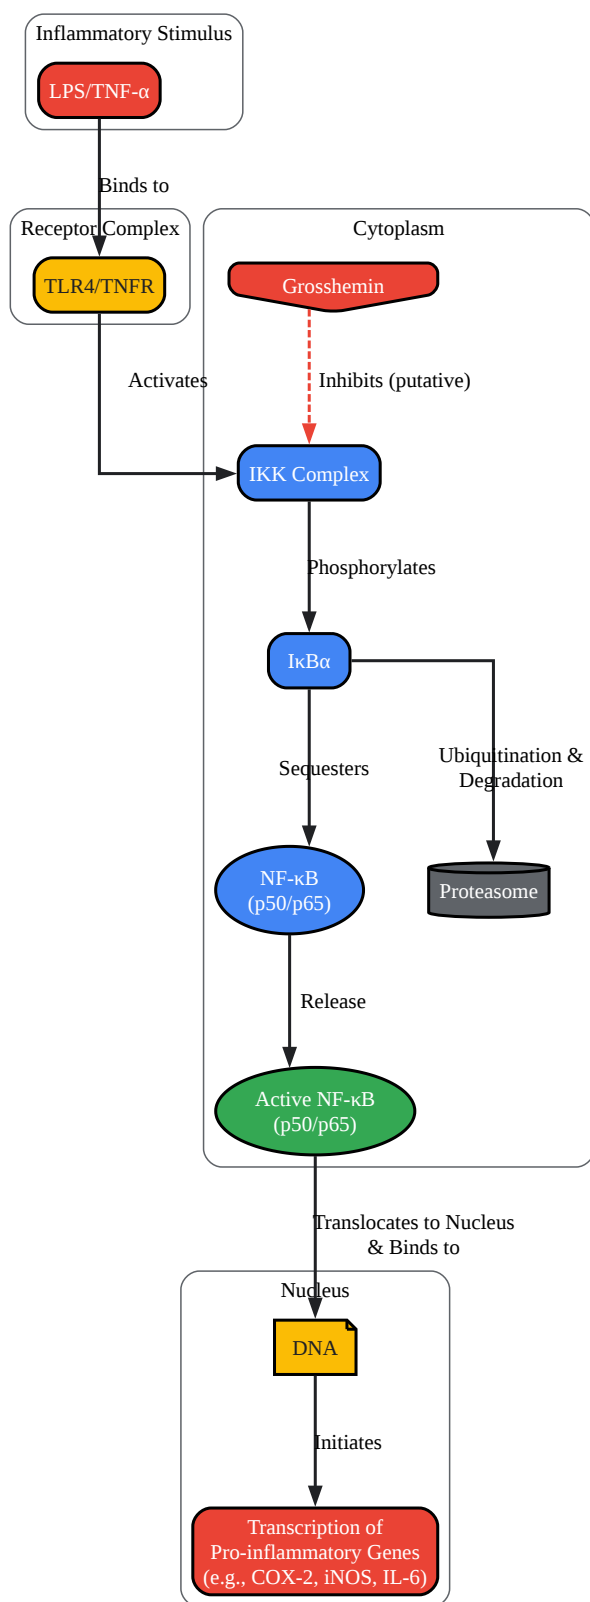 Inflammatory Stimulus
LPS/TNF-α
Binds to
Receptor Complex
TLR4/TNFR
Cytoplasm
Grosshemin
Activates
Inhibits (putative)
IKK Complex
Phosphorylates
IκBα
Sequesters
Ubiquitination &
Degradation
NF-κB
(p50/p65)
Proteasome
Release
Active NF-κB
(p50/p65)
Translocates to Nucleus
& Binds to
Nucleus
DNA
Initiates
Transcription of
Pro-inflammatory Genes
(e.g., COX-2, iNOS, IL-6)